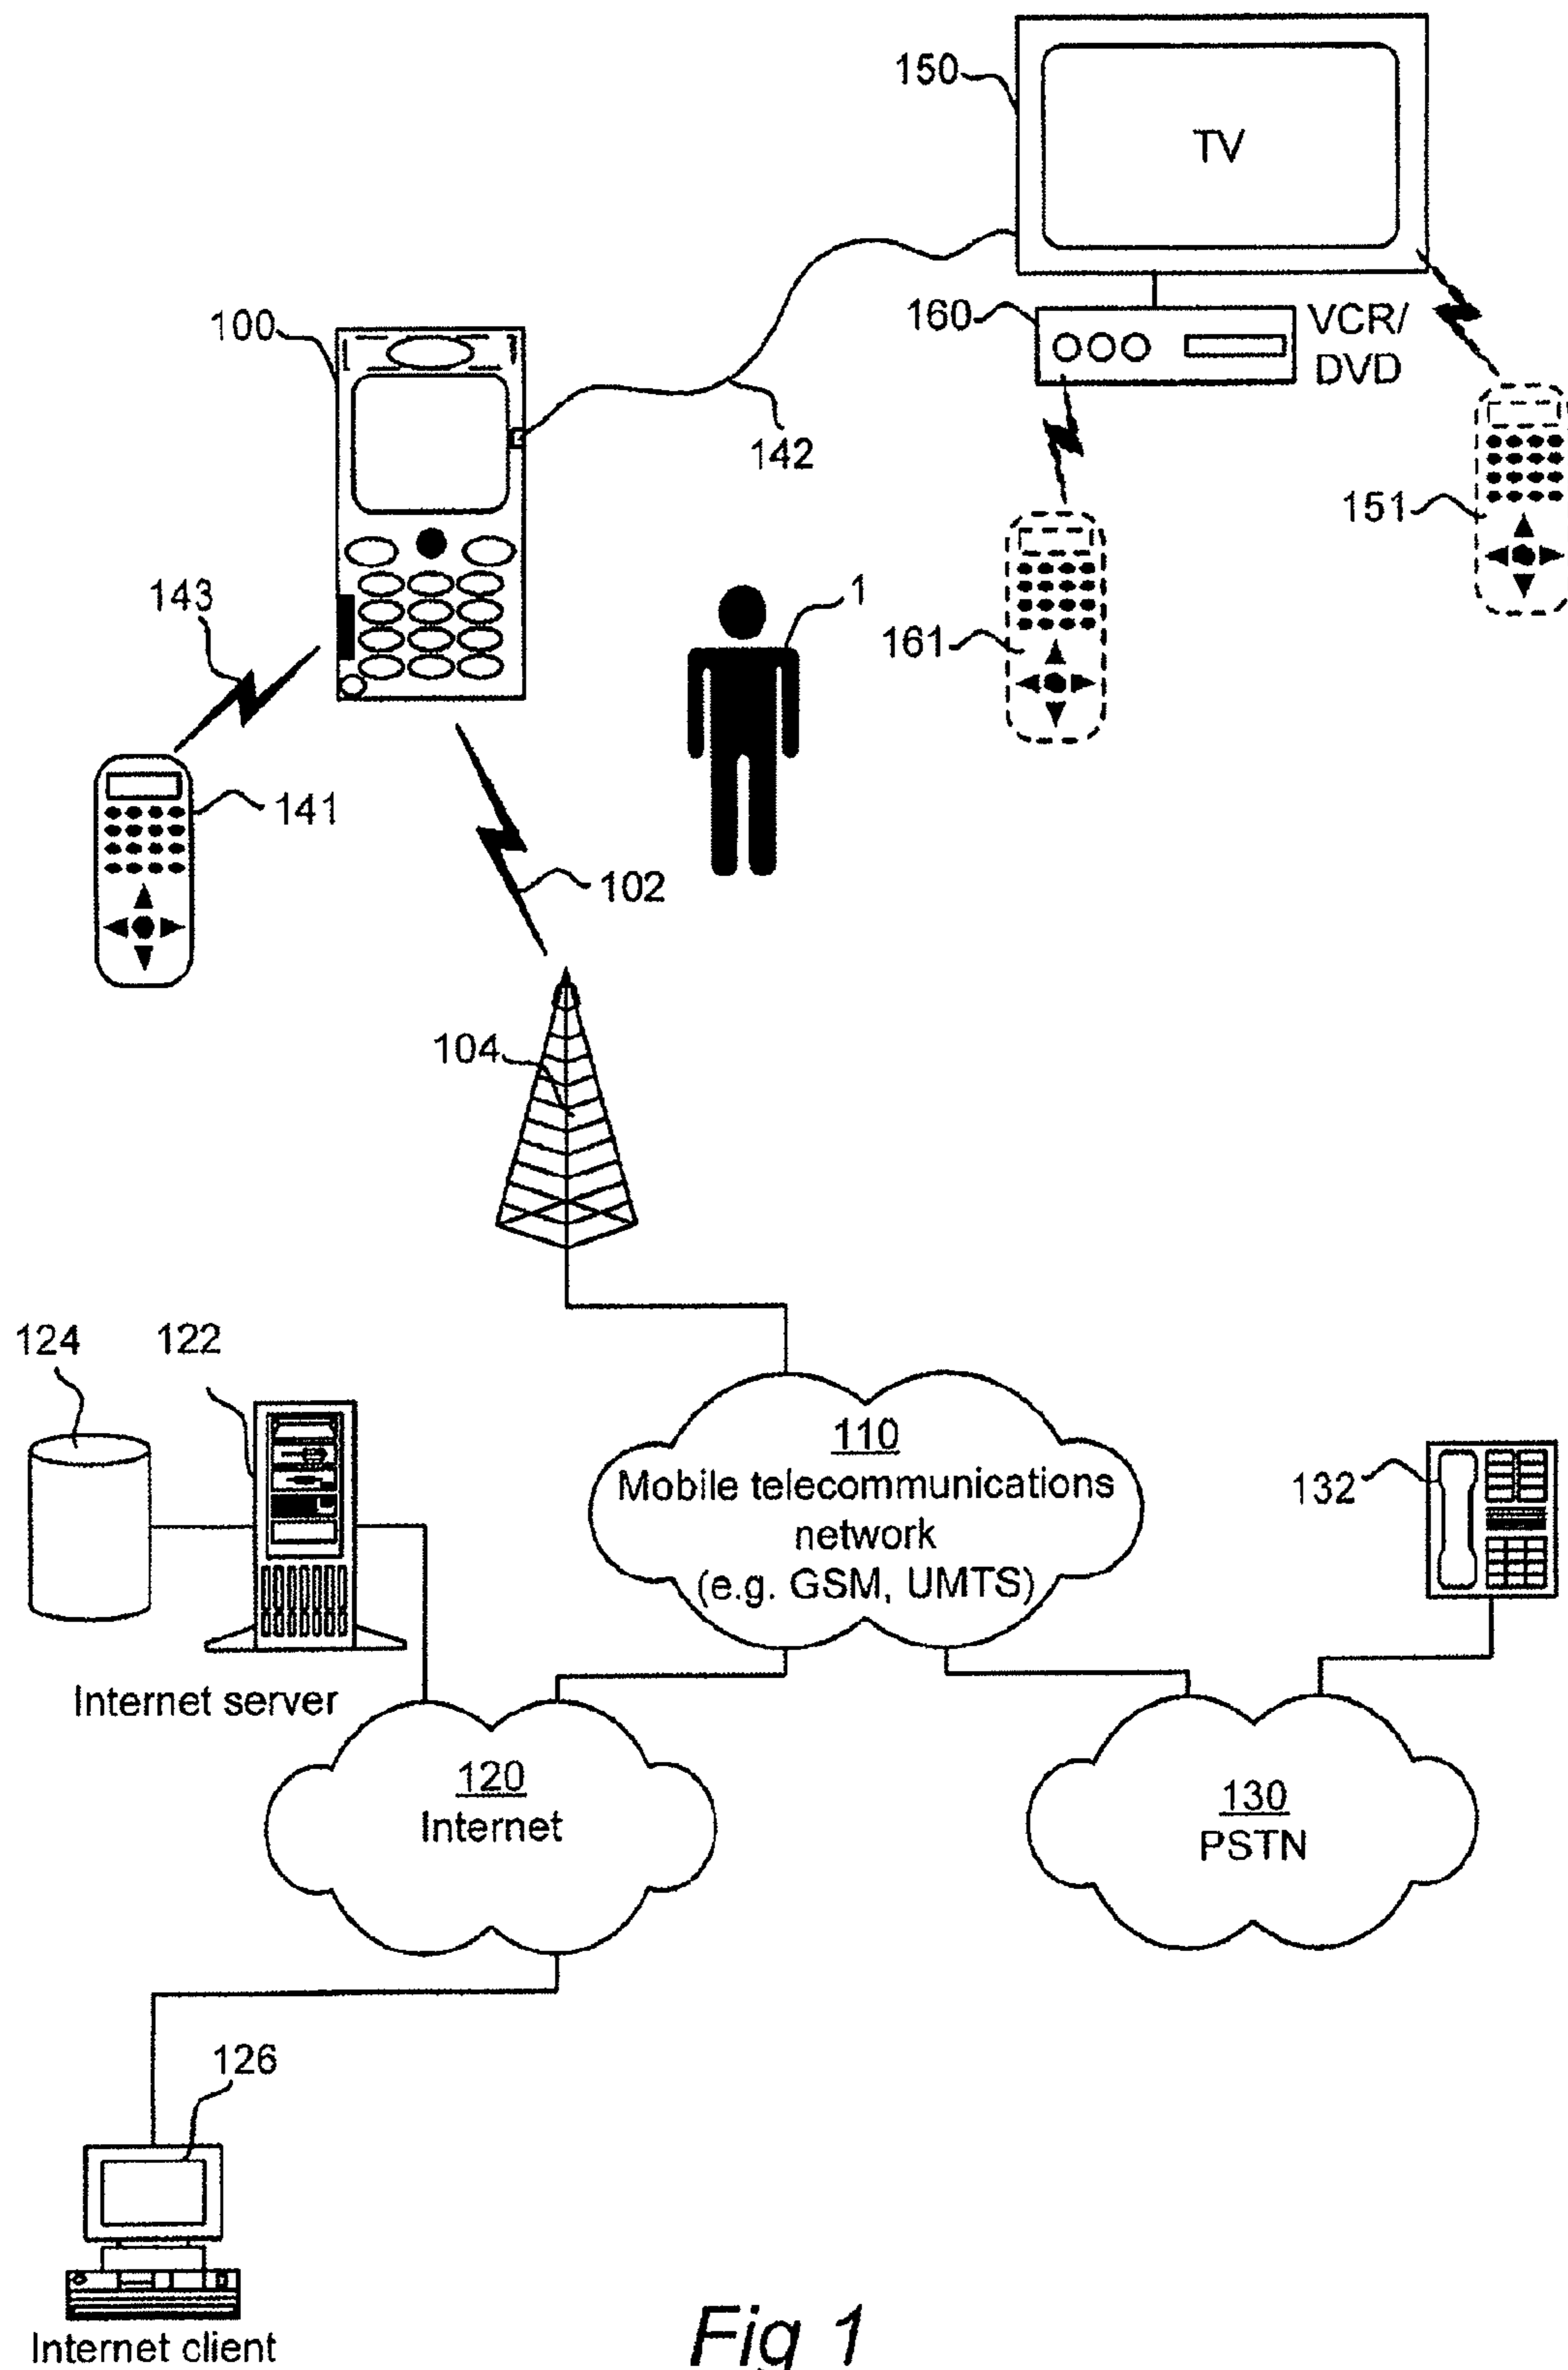 150
TV
100
160
VCR/
DVD
142
151
143
1
161
141
102
104
124
122
110
Mobile telecommunications
network
(e.g. GSM, UMTS)
132
Internet server
120
Internet
130
PSTN
126
Internet client
Fig 1